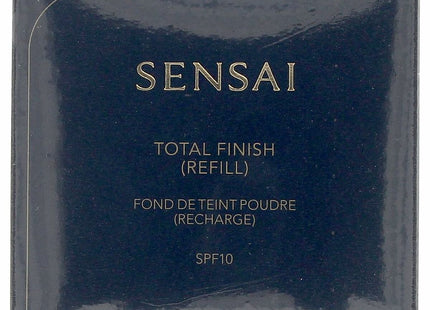 SENSAI
TOTAL FINISH
(REFILL)
FOND DE TEINT POUDRE
(RECHARGE)
SPF10